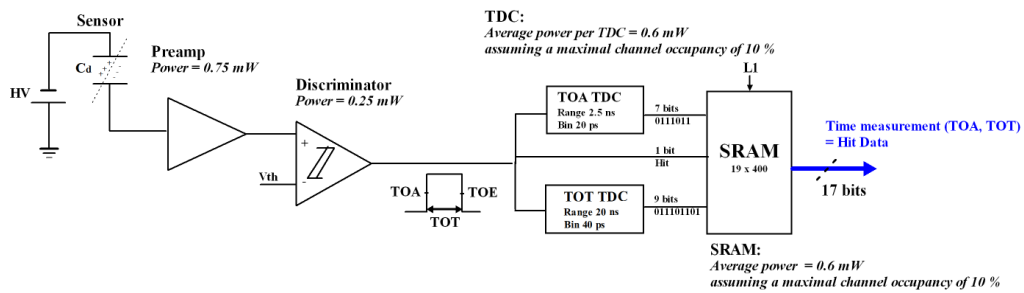 Sensor
HV
Cd
Preamp
Power = 0.75 mW
Discriminator
Power = 0.25 mW
+
-
Vth
TOA
TOE
TOT
TDC:
Average power per TDC = 0.6 mW
assuming a maximal channel occupancy of 10 %
TOA TDC
Range 2.5 ns
Bin 20 ps
7 bits
0111011
1 bit
Hit
TOT TDC
Range 20 ns
Bin 40 ps
9 bits
011101101
L1
SRAM
19 x 400
Time measurement (TOA, TOT)
= Hit Data
17 bits
SRAM:
Average power = 0.6 mW
assuming a maximal channel occupancy of 10 %